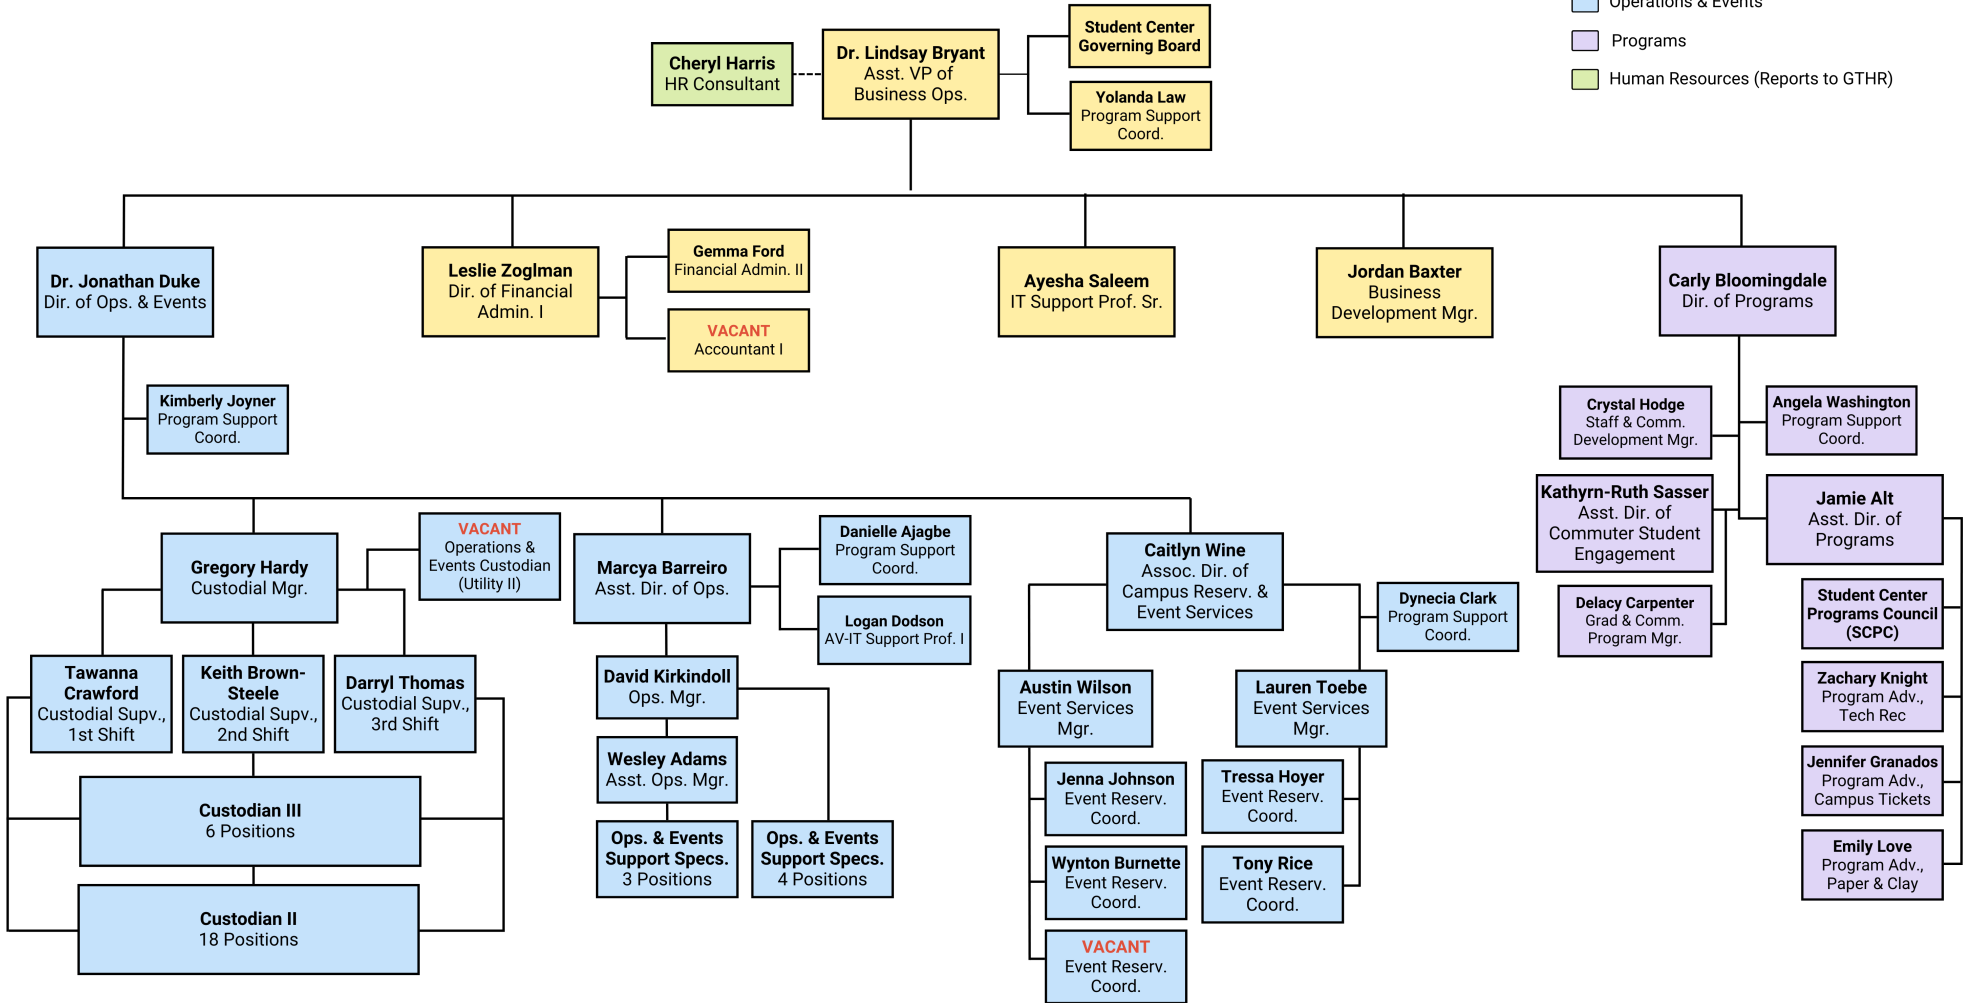 Operations & Events
Programs
Human Resources (Reports to GTHR)
Student Center
Governing Board
Cheryl Harris
HR Consultant
Dr. Lindsay Bryant
Asst. VP of
Business Ops.
Yolanda Law
Program Support
Coord.
Dr. Jonathan Duke
Dir. of Ops. & Events
Leslie Zoglman
Dir. of Financial
Admin. I
Gemma Ford
Financial Admin. II
VACANT
Accountant I
Ayesha Saleem
IT Support Prof. Sr.
Jordan Baxter
Business
Development Mgr.
Carly Bloomingdale
Dir. of Programs
Kimberly Joyner
Program Support
Coord.
Crystal Hodge
Staff & Comm.
Development Mgr.
Angela Washington
Program Support
Coord.
Kathyrn-Ruth Sasser
Asst. Dir. of
Commuter Student
Engagement
Jamie Alt
Asst. Dir. of
Programs
Delacy Carpenter
Grad & Comm.
Program Mgr.
Student Center
Programs Council
(SCPC)
Zachary Knight
Program Adv.,
Tech Rec
Jennifer Granados
Program Adv.,
Campus Tickets
Emily Love
Program Adv.,
Paper & Clay
Gregory Hardy
Custodial Mgr.
VACANT
Operations &
Events Custodian
(Utility II)
Marcya Barreiro
Asst. Dir. of Ops.
Danielle Ajagbe
Program Support
Coord.
Logan Dodson
AV-IT Support Prof. I
Caitlyn Wine
Assoc. Dir. of
Campus Reserv. &
Event Services
Dynecia Clark
Program Support
Coord.
Tawanna
Crawford
Custodial Supv.,
1st Shift
Keith Brown-
Steele
Custodial Supv.,
2nd Shift
Darryl Thomas
Custodial Supv.,
3rd Shift
Custodian III
6 Positions
Custodian II
18 Positions
David Kirkindoll
Ops. Mgr.
Wesley Adams
Asst. Ops. Mgr.
Ops. & Events
Support Specs.
3 Positions
Ops. & Events
Support Specs.
4 Positions
Austin Wilson
Event Services
Mgr.
Lauren Toebe
Event Services
Mgr.
Jenna Johnson
Event Reserv.
Coord.
Tressa Hoyer
Event Reserv.
Coord.
Wynton Burnette
Event Reserv.
Coord.
Tony Rice
Event Reserv.
Coord.
VACANT
Event Reserv.
Coord.